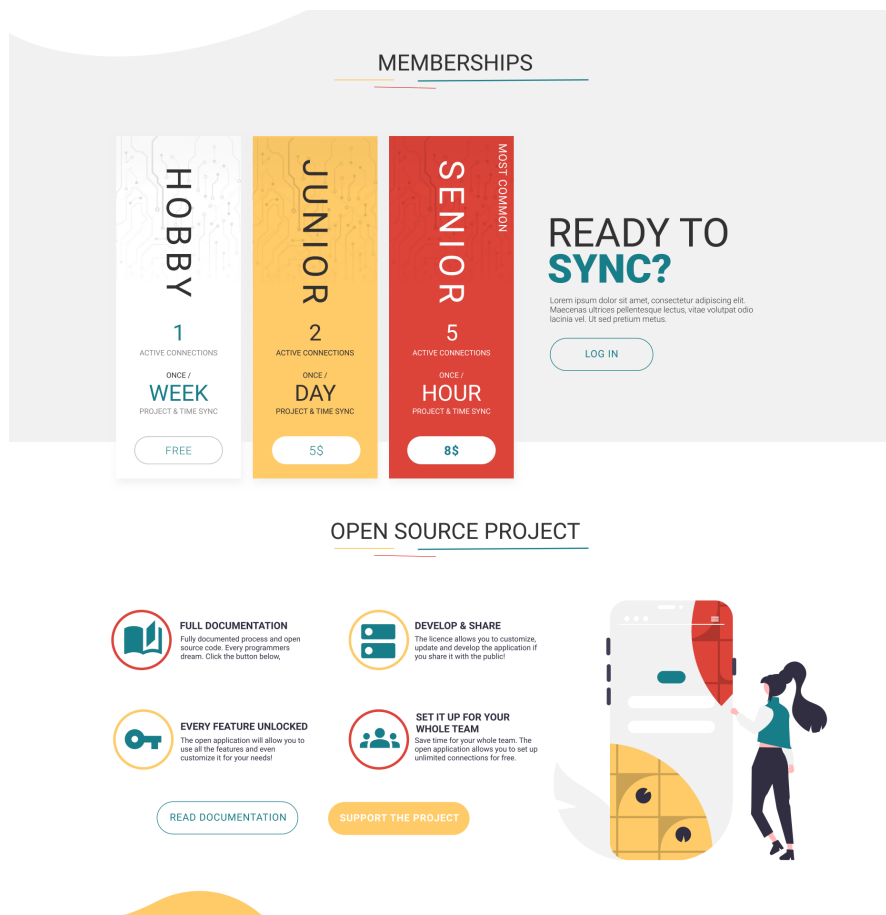 MEMBERSHIPS
HOBBY
1
ACTIVE CONNECTIONS
ONCE /
WEEK
PROJECT & TIME SYNC
FREE
JUNIOR
2
ACTIVE CONNECTIONS
ONCE /
DAY
PROJECT & TIME SYNC
5$
SENIOR
MOST COMMON
5
ACTIVE CONNECTIONS
ONCE /
HOUR
PROJECT & TIME SYNC
8$
READY TO
SYNC?
Lorem ipsum dolor sit amet, consectetur adipiscing elit.
Maecenas ultrices pellentesque lectus, vitae volutpat odio
lacinia vel. Ut sed pretium metus.
LOG IN
OPEN SOURCE PROJECT
FULL DOCUMENTATION
Fully documented process and open
source code. Every programmers
dream. Click the button below,
DEVELOP & SHARE
The licence allows you to customize,
update and develop the application if
you share it with the public!
EVERY FEATURE UNLOCKED
The open application will allow you to
use all the features and even
customize it for your needs!
SET IT UP FOR YOUR
WHOLE TEAM
Save time for your whole team. The
open application allows you to set up
unlimited connections for free.
READ DOCUMENTATION
SUPPORT THE PROJECT